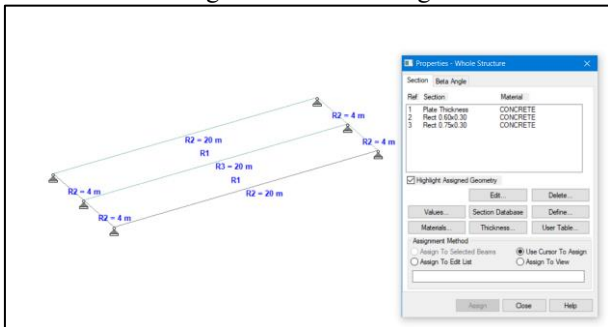 R2 = 4 m
R2 = 20 m
R2 = 4 m
R1
R3 = 20 m
R2 = 4 m
R1
R2 = 20 m
R2 = 4 m
Properties - Whole Structure
Section Beta Angle
Ref Section Material
1 Plate Thickness CONCRETE
2 Rect 0.60x0.30 CONCRETE
3 Rect 0.75x0.30 CONCRETE
Highlight Assigned Geometry
Edit... Delete...
Values... Section Database Define...
Materials... Thickness... User Table...
Assignment Method
Assign To Selected Beams Use Cursor To Assign
Assign To Edit List Assign To View
Assign Close Help